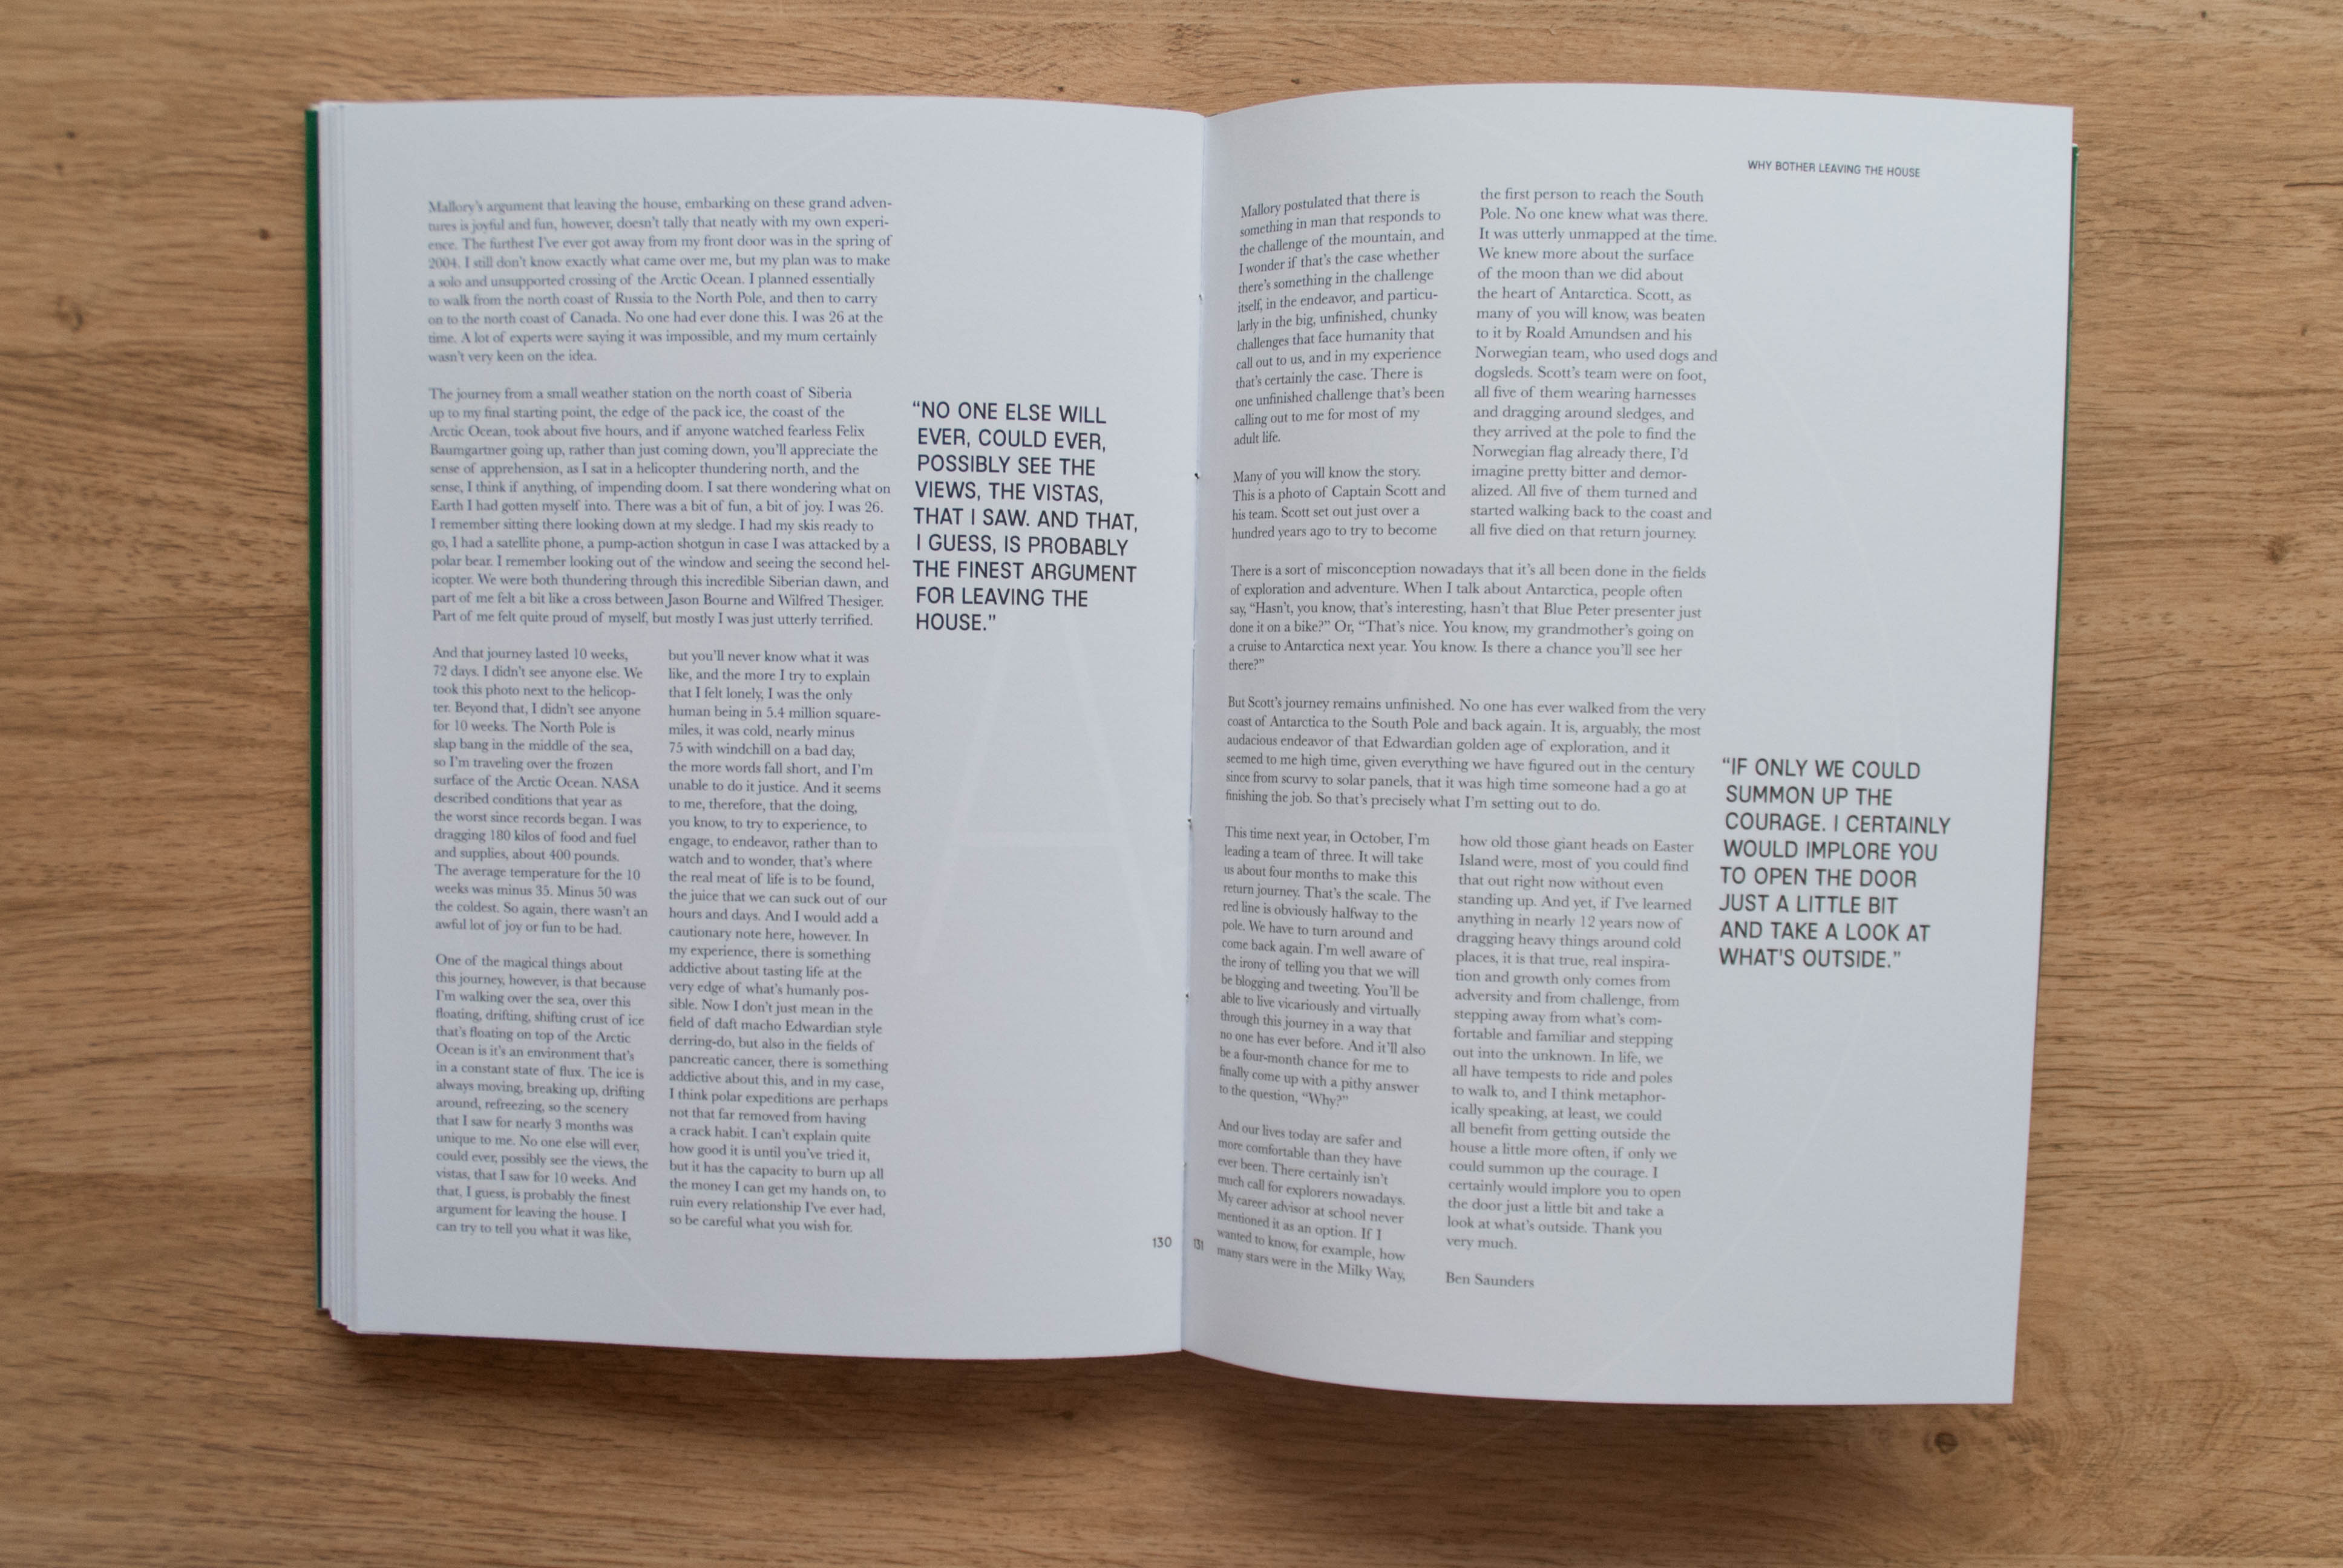 Mallory's argument that leaving the house, embarking on these grand adven-
tures is joyful and fun, however, doesn't tally that neatly with my own experi-
ence. The furthest I've ever got away from my front door was in the spring of
2004. I still don't know exactly what came over me, but my plan was to make
a solo and unsupported crossing of the Arctic Ocean. I planned essentially
to walk from the north coast of Russia to the North Pole, and then to carry
on to the north coast of Canada. No one had ever done this. I was 26 at the
time. A lot of experts were saying it was impossible, and my mum certainly
wasn't very keen on the idea.
The journey from a small weather station on the north coast of Siberia
up to my final starting point, the edge of the pack ice, the coast of the
Arctic Ocean, took about five hours, and if anyone watched fearless Felix
Baumgartner going up, rather than just coming down, you'll appreciate the
sense of apprehension, as I sat in a helicopter thundering north, and the
sense, I think if anything, of impending doom. I sat there wondering what on
Earth I had gotten myself into. There was a bit of fun, a bit of joy. I was 26.
I remember sitting there looking down at my sledge. I had my skis ready to
go, I had a satellite phone, a pump-action shotgun in case I was attacked by a
polar bear. I remember looking out of the window and seeing the second hel-
icopter. We were both thundering through this incredible Siberian dawn, and
part of me felt a bit like a cross between Jason Bourne and Wilfred Thesiger.
Part of me felt quite proud of myself, but mostly I was just utterly terrified.
And that journey lasted 10 weeks,
72 days. I didn't see anyone else. We
took this photo next to the helicop-
ter. Beyond that, I didn't see anyone
for 10 weeks. The North Pole is
slap bang in the middle of the sea,
so I'm traveling over the frozen
surface of the Arctic Ocean. NASA
described conditions that year as
the worst since records began. I was
dragging 180 kilos of food and fuel
and supplies, about 400 pounds.
The average temperature for the 10
weeks was minus 35. Minus 50 was
the coldest. So again, there wasn't an
awful lot of joy or fun to be had.
One of the magical things about
this journey, however, is that because
I'm walking over the sea, over this
floating, drifting, shifting crust of ice
that's floating on top of the Arctic
Ocean is it's an environment that's
in a constant state of flux. The ice is
always moving, breaking up, drifting
around, refreezing, so the scenery
that I saw for nearly 3 months was
unique to me. No one else will ever,
could ever, possibly see the views, the
vistas, that I saw for 10 weeks. And
that, I guess, is probably the finest
argument for leaving the house. I
can try to tell you what it was like,
but you'll never know what it was
like, and the more I try to explain
that I felt lonely, I was the only
human being in 5.4 million square-
miles, it was cold, nearly minus
75 with windchill on a bad day,
the more words fall short, and I'm
unable to do it justice. And it seems
to me, therefore, that the doing,
you know, to try to experience, to
engage, to endeavor, rather than to
watch and to wonder, that's where
the real meat of life is to be found,
the juice that we can suck out of our
hours and days. And I would add a
cautionary note here, however. In
my experience, there is something
addictive about tasting life at the
very edge of what's humanly pos-
sible. Now I don't just mean in the
field of daft macho Edwardian style
derring-do, but also in the fields of
pancreatic cancer, there is something
addictive about this, and in my case,
I think polar expeditions are perhaps
not that far removed from having
a crack habit. I can't explain quite
how good it is until you've tried it,
but it has the capacity to burn up all
the money I can get my hands on, to
ruin every relationship I've ever had,
so be careful what you wish for.
"NO ONE ELSE WILL
EVER, COULD EVER,
POSSIBLY SEE THE
VIEWS, THE VISTAS,
THAT I SAW. AND THAT,
I GUESS, IS PROBABLY
THE FINEST ARGUMENT
FOR LEAVING THE
HOUSE."
130
WHY BOTHER LEAVING THE HOUSE
Mallory postulated that there is
something in man that responds to
the challenge of the mountain, and
I wonder if that's the case whether
there's something in the challenge
itself, in the endeavor, and particu-
larly in the big, unfinished, chunky
challenges that face humanity that
call out to us, and in my experience
that's certainly the case. There is
one unfinished challenge that's been
calling out to me for most of my
adult life.
Many of you will know the story.
This is a photo of Captain Scott and
his team. Scott set out just over a
hundred years ago to try to become
the first person to reach the South
Pole. No one knew what was there.
It was utterly unmapped at the time.
We knew more about the surface
of the moon than we did about
the heart of Antarctica. Scott, as
many of you will know, was beaten
to it by Roald Amundsen and his
Norwegian team, who used dogs and
dogsleds. Scott's team were on foot,
all five of them wearing harnesses
and dragging around sledges, and
they arrived at the pole to find the
Norwegian flag already there, I'd
imagine pretty bitter and demor-
alized. All five of them turned and
started walking back to the coast and
all five died on that return journey.
There is a sort of misconception nowadays that it's all been done in the fields
of exploration and adventure. When I talk about Antarctica, people often
say, "Hasn't, you know, that's interesting, hasn't that Blue Peter presenter just
done it on a bike?" Or, "That's nice. You know, my grandmother's going on
a cruise to Antarctica next year. You know. Is there a chance you'll see her
there?"
But Scott's journey remains unfinished. No one has ever walked from the very
coast of Antarctica to the South Pole and back again. It is, arguably, the most
audacious endeavor of that Edwardian golden age of exploration, and it
seemed to me high time, given everything we have figured out in the century
since from scurvy to solar panels, that it was high time someone had a go at
finishing the job. So that's precisely what I'm setting out to do.
This time next year, in October, I'm
leading a team of three. It will take
us about four months to make this
return journey. That's the scale. The
red line is obviously halfway to the
pole. We have to turn around and
come back again. I'm well aware of
the irony of telling you that we will
be blogging and tweeting. You'll be
able to live vicariously and virtually
through this journey in a way that
no one has ever before. And it'll also
be a four-month chance for me to
finally come up with a pithy answer
to the question, "Why?"
And our lives today are safer and
more comfortable than they have
ever been. There certainly isn't
much call for explorers nowadays.
My career advisor at school never
mentioned it as an option. If I
wanted to know, for example, how
many stars were in the Milky Way,
how old those giant heads on Easter
Island were, most of you could find
that out right now without even
standing up. And yet, if I've learned
anything in nearly 12 years now of
dragging heavy things around cold
places, it is that true, real inspira-
tion and growth only comes from
adversity and from challenge, from
stepping away from what's com-
fortable and familiar and stepping
out into the unknown. In life, we
all have tempests to ride and poles
to walk to, and I think metaphor-
ically speaking, at least, we could
all benefit from getting outside the
house a little more often, if only we
could summon up the courage. I
certainly would implore you to open
the door just a little bit and take a
look at what's outside. Thank you
very much.
Ben Saunders
"IF ONLY WE COULD
SUMMON UP THE
COURAGE. I CERTAINLY
WOULD IMPLORE YOU
TO OPEN THE DOOR
JUST A LITTLE BIT
AND TAKE A LOOK AT
WHAT'S OUTSIDE."
131